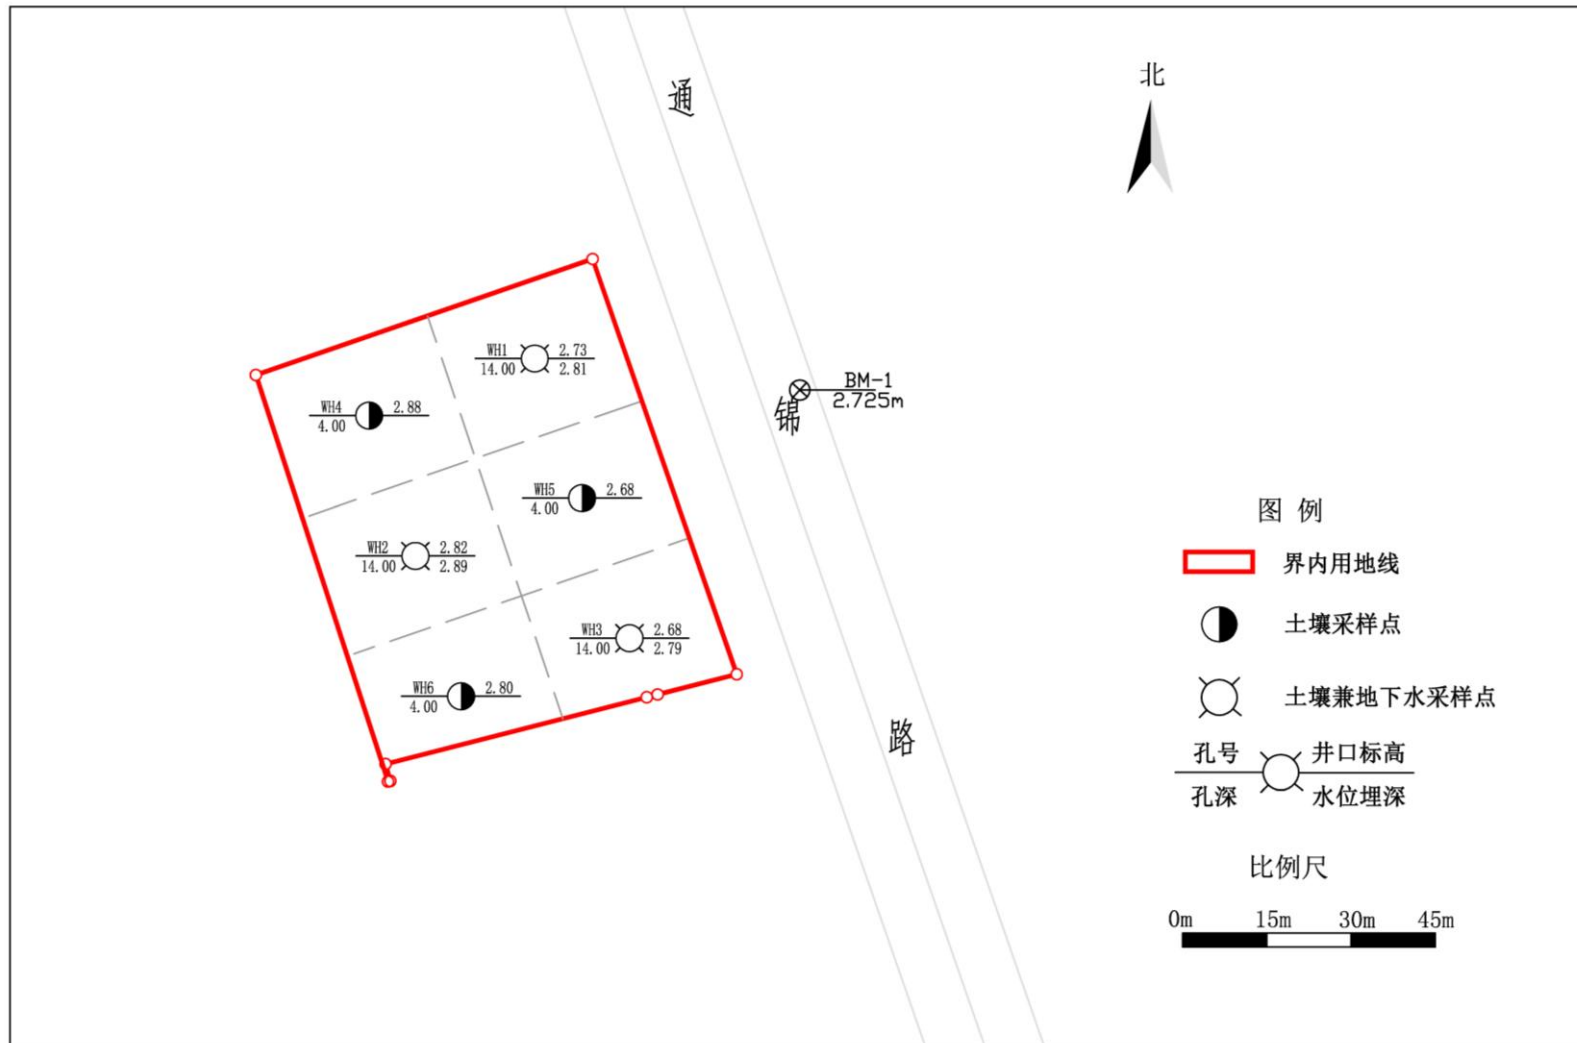 通
北
BM-1
2.725m
锦
WH1 2.73
14.00 2.81
WH4 2.88
4.00
WH5 2.68
4.00
WH2 2.82
14.00 2.89
WH3 2.68
14.00 2.79
WH6 2.80
4.00
路
图 例
界内用地线
土壤采样点
土壤兼地下水采样点
孔号 井口标高
孔深 水位埋深
比例尺
0m 15m 30m 45m